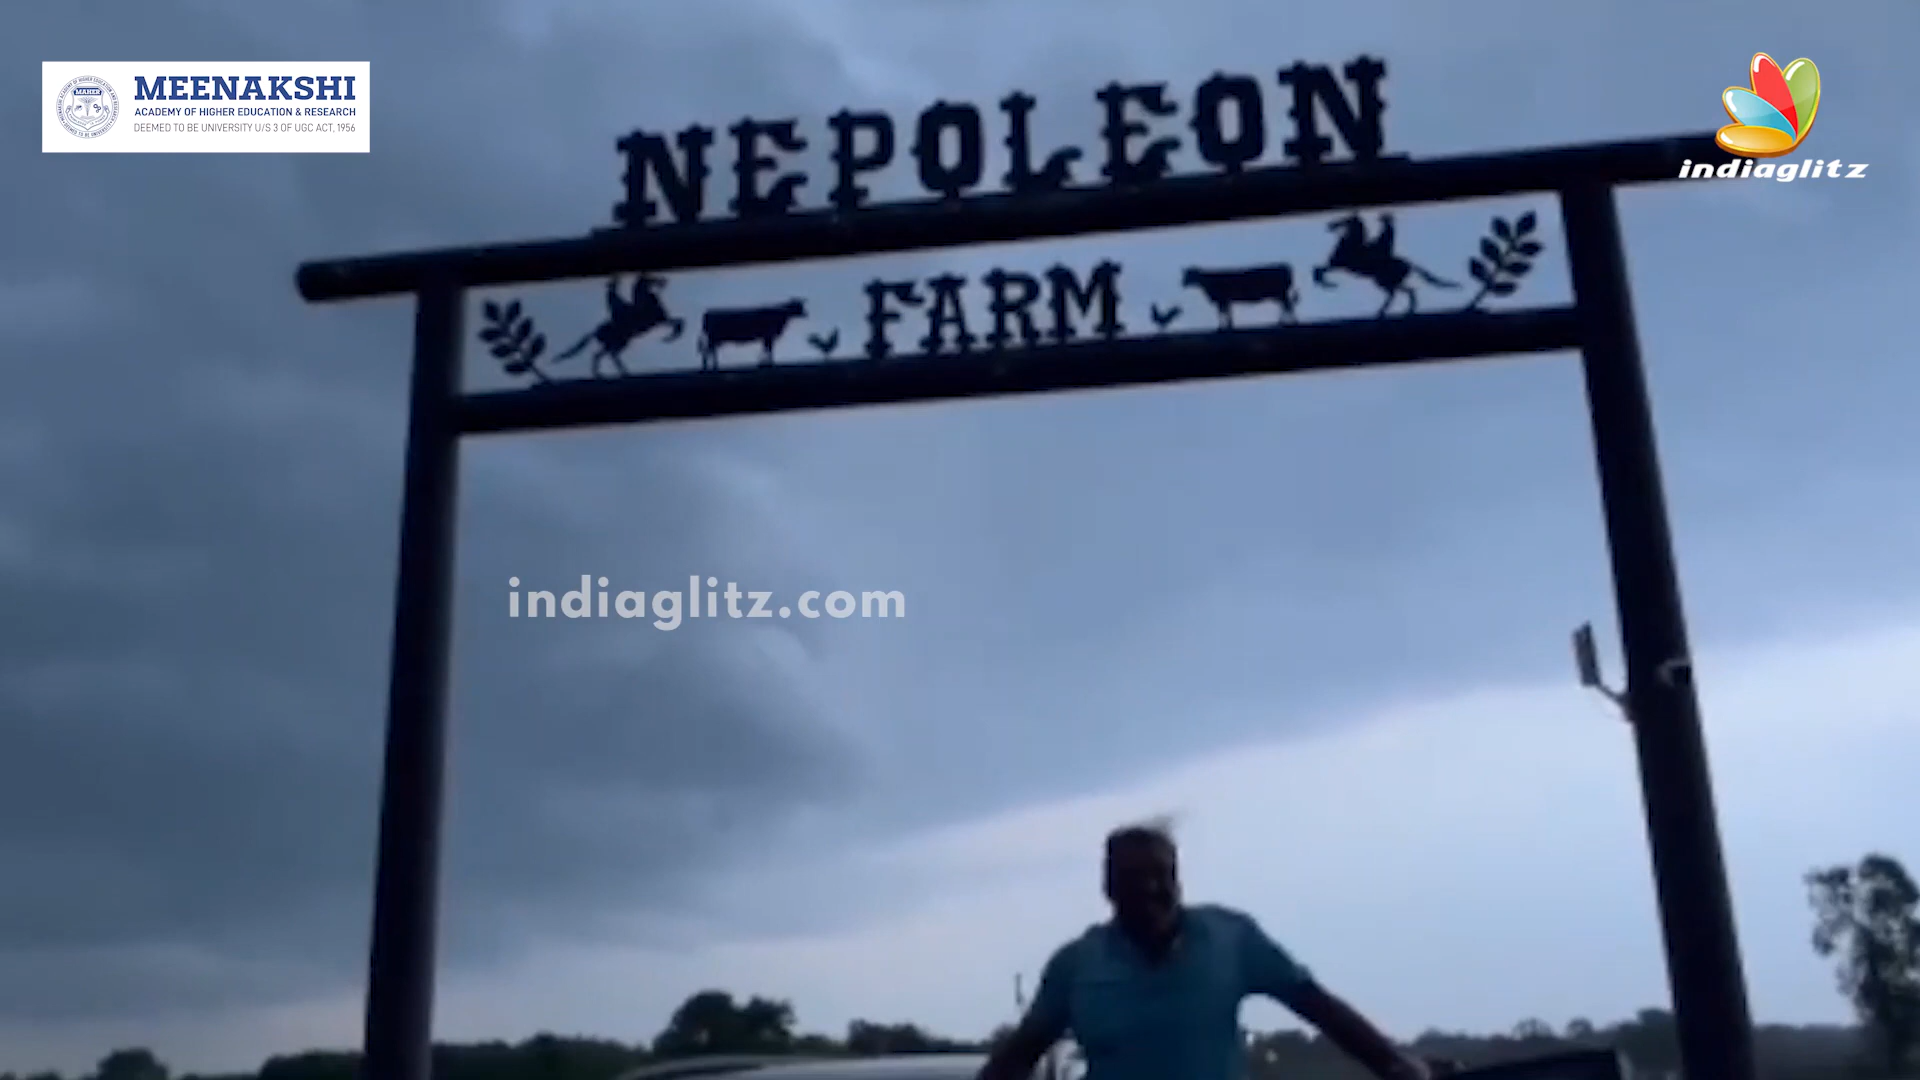 MEENAKSHI
ACADEMY OF HIGHER EDUCATION & RESEARCH
DEEMED TO BE UNIVERSITY U/S 3 OF UGC ACT, 1956
MAHER
indiaglitz
NEPOLEON
FARM
indiaglitz.com